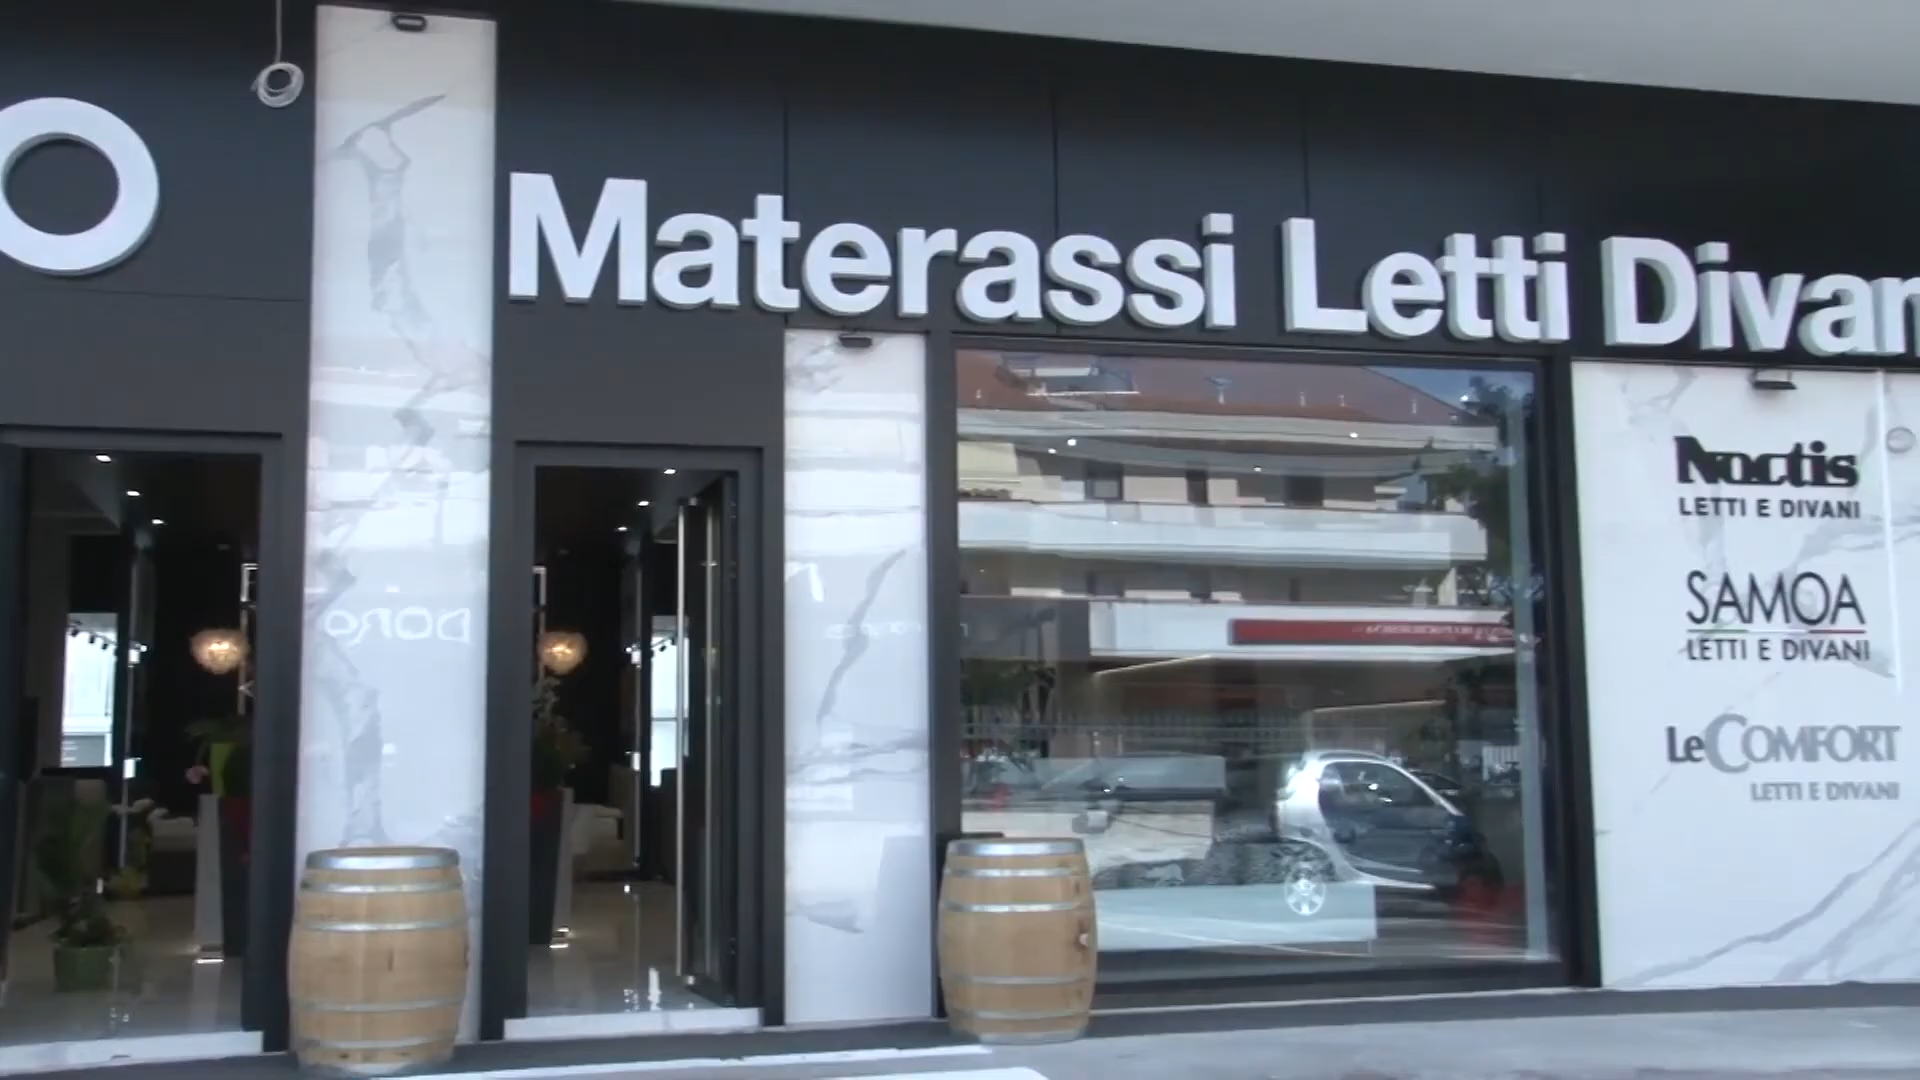 O
Materassi Letti Divan
Noctis
LETTI E DIVANI
SAMOA
LETTI E DIVANI
LeCOMFORT
LETTI E DIVANI